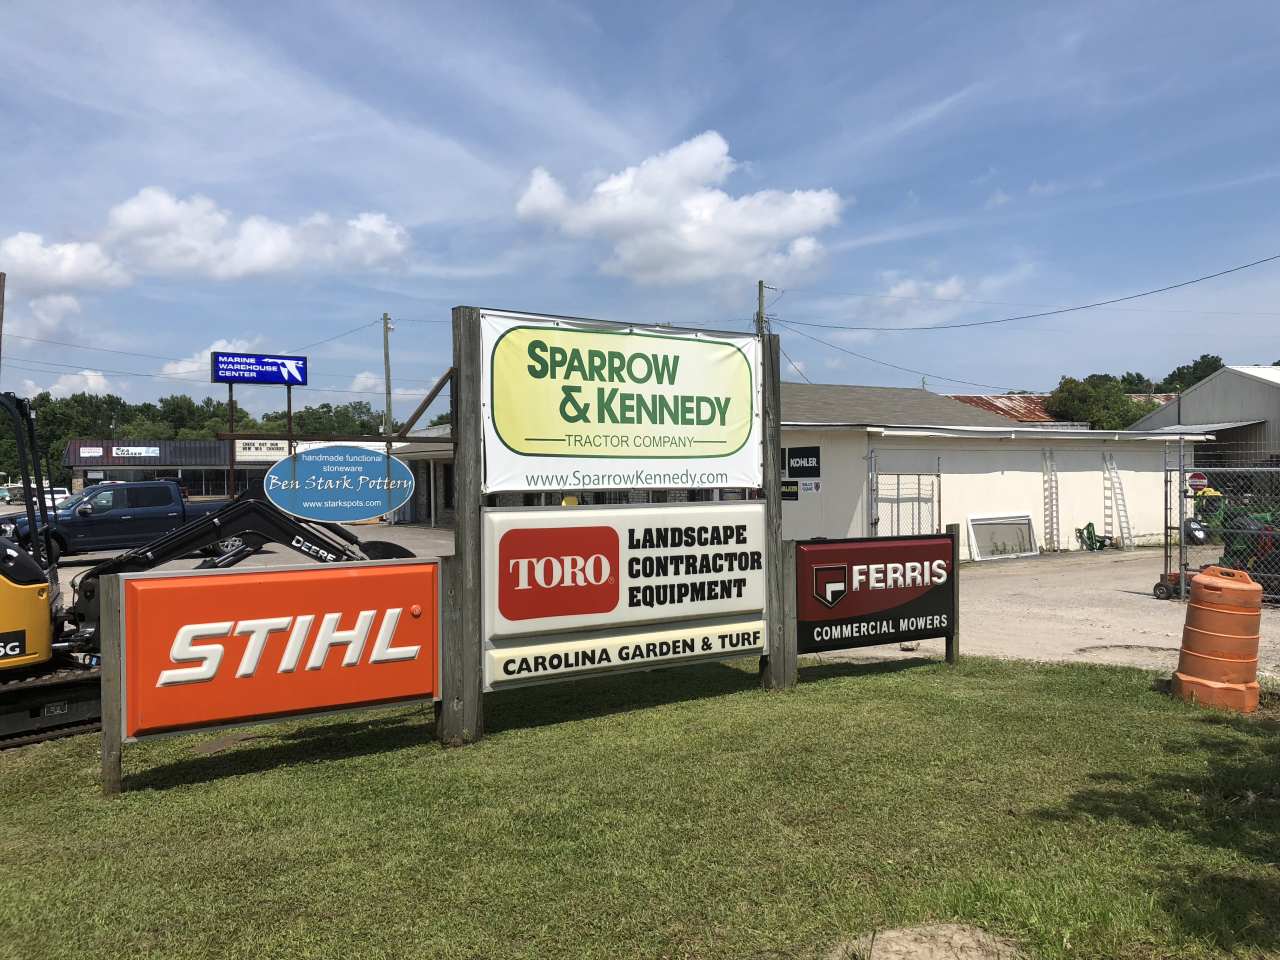 MARINE
WAREHOUSE
CENTER
SPARROW
& KENNEDY
TRACTOR COMPANY
www.SparrowKennedy.com
handmade functional
stoneware
Ben Stark Pottery
www.starkspots.com
KOHLER
DEERE
TORO
LANDSCAPE
CONTRACTOR
EQUIPMENT
CAROLINA GARDEN & TURF
STIHL
FERRIS
COMMERCIAL MOWERS